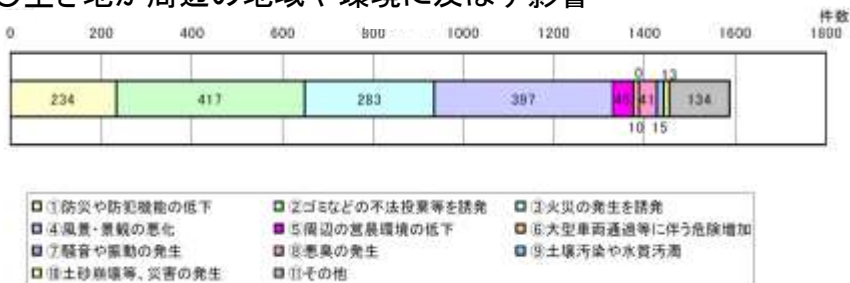 〇空き地が周辺の地域や環境に及ぼす影響
件数
0 200 400 600 800 1000 1200 1400 1600 1800
0 13
234 417 283 397 41 134
10 15
①防災や防犯機能の低下 ②ゴミなどの不法投棄等を誘発 ③火災の発生を誘発
④風景・景観の悪化 ⑤周辺の営農環境の低下 ⑥大型車両通過等に伴う危険増加
⑦騒音や振動の発生 ⑧悪臭の発生 ⑨土壌汚染や水質汚濁
⑩土砂崩壊等、災害の発生 ⑪その他